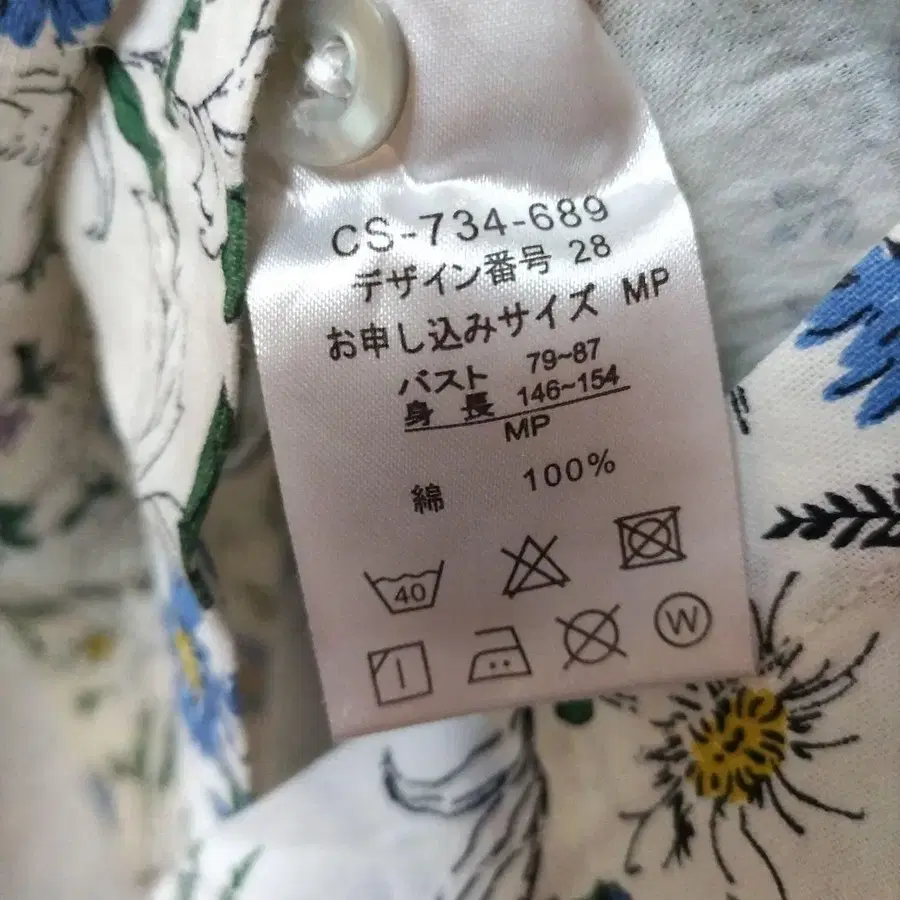 CS-734-689
デザイン番号 28
お申し込みサイズ MP
バスト 79~87
身 長 146~154
MP
綿 100%
40
W